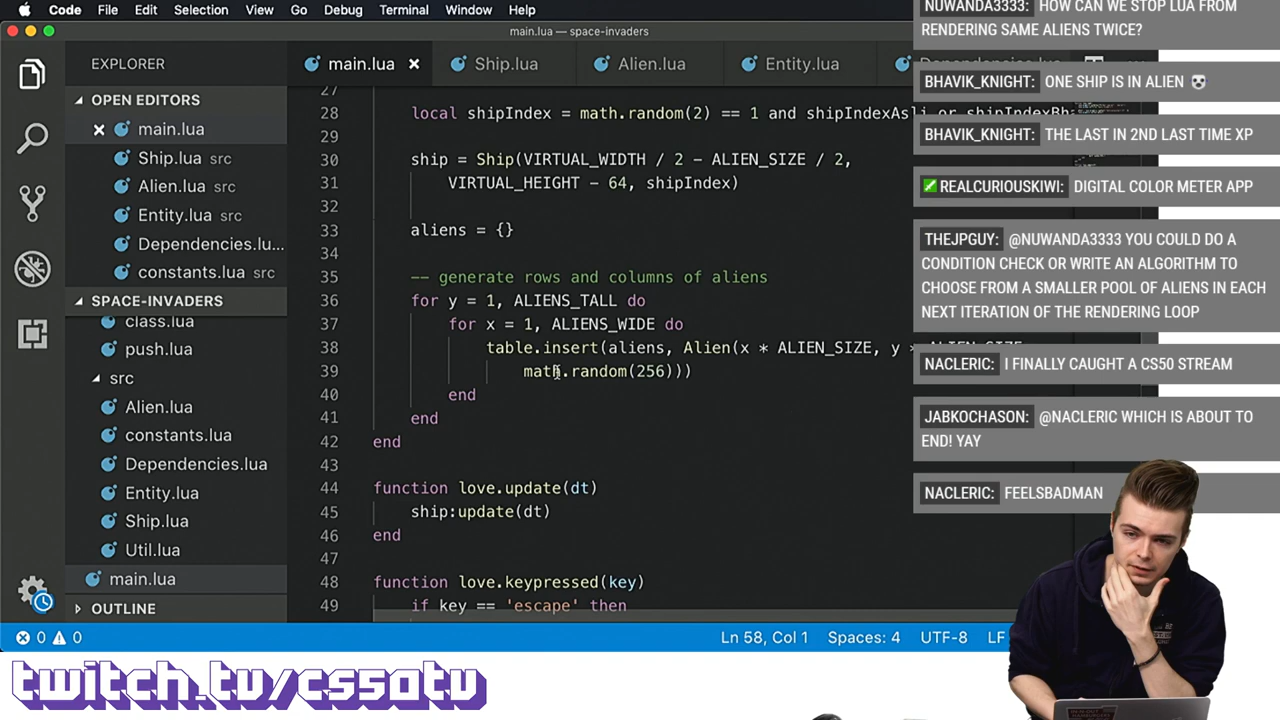 Code File Edit Selection View Go Debug Terminal Window Help
main.lua — space-invaders
EXPLORER
OPEN EDITORS
main.lua
Ship.lua src
Alien.lua src
Entity.lua src
Dependencies.lu...
constants.lua src
SPACE-INVADERS
class.lua
push.lua
src
Alien.lua
constants.lua
Dependencies.lua
Entity.lua
Ship.lua
Util.lua
main.lua
OUTLINE
main.lua Ship.lua Alien.lua Entity.lua
27
28 local shipIndex = math.random(2) == 1 and shipIndexAsli or
29
30 ship = Ship(VIRTUAL_WIDTH / 2 - ALIEN_SIZE / 2,
31 VIRTUAL_HEIGHT - 64, shipIndex)
32
33 aliens = {}
34
35 -- generate rows and columns of aliens
36 for y = 1, ALIENS_TALL do
37 for x = 1, ALIENS_WIDE do
38 table.insert(aliens, Alien(x * ALIEN_SIZE, y *
39 math.random(256)))
40 end
41 end
42 end
43
44 function love.update(dt)
45 ship:update(dt)
46 end
47
48 function love.keypressed(key)
49 if key == 'escape' then
0 0 Ln 58, Col 1 Spaces: 4 UTF-8 LF
NUWANDA3333: HOW CAN WE STOP LUA FROM
RENDERING SAME ALIENS TWICE?
BHAVIK_KNIGHT: ONE SHIP IS IN ALIEN
BHAVIK_KNIGHT: THE LAST IN 2ND LAST TIME XP
REALCURIOUSKIWI: DIGITAL COLOR METER APP
THEJPGUY: @NUWANDA3333 YOU COULD DO A
CONDITION CHECK OR WRITE AN ALGORITHM TO
CHOOSE FROM A SMALLER POOL OF ALIENS IN EACH
NEXT ITERATION OF THE RENDERING LOOP
NACLERIC: I FINALLY CAUGHT A CS50 STREAM
JABKOCHASON: @NACLERIC WHICH IS ABOUT TO
END! YAY
NACLERIC: FEELSBADMAN
twitch.tv/cs50tv